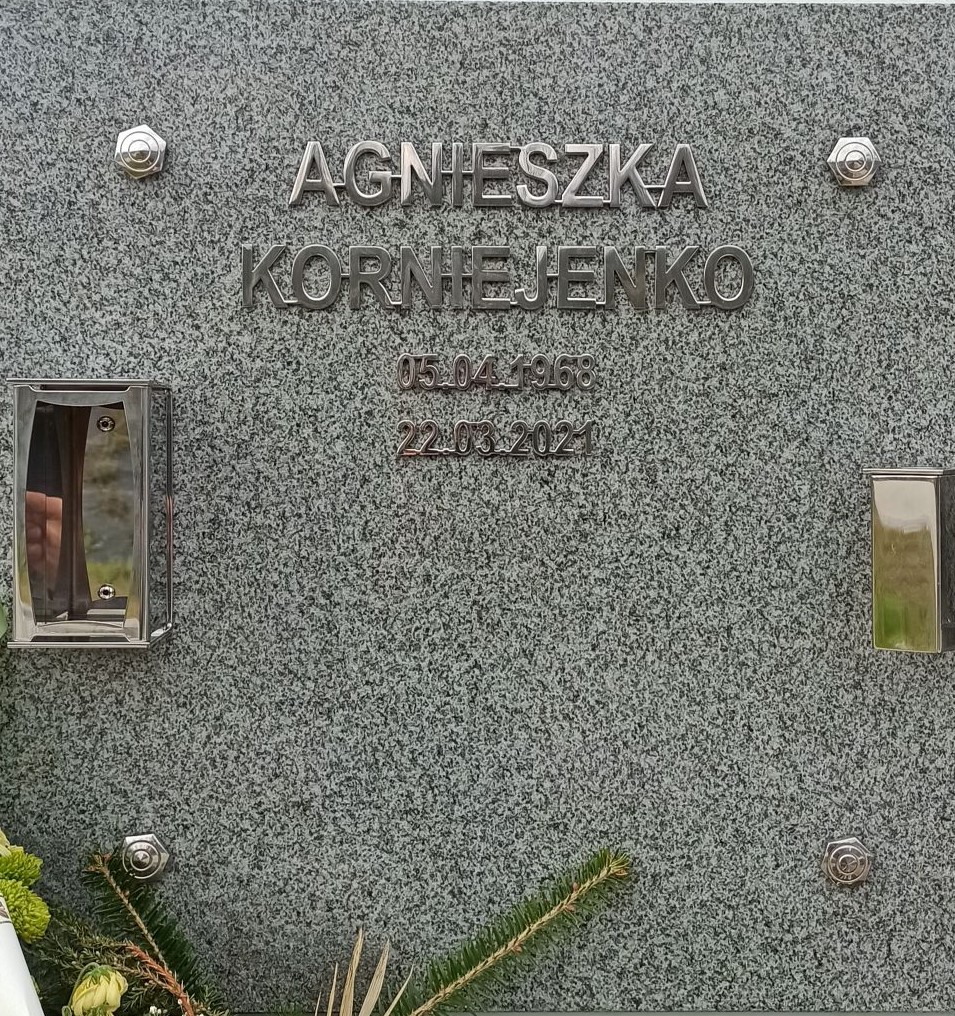 AGNIESZKA
KORNIEJENKO
05.04.1968
22.03.2021